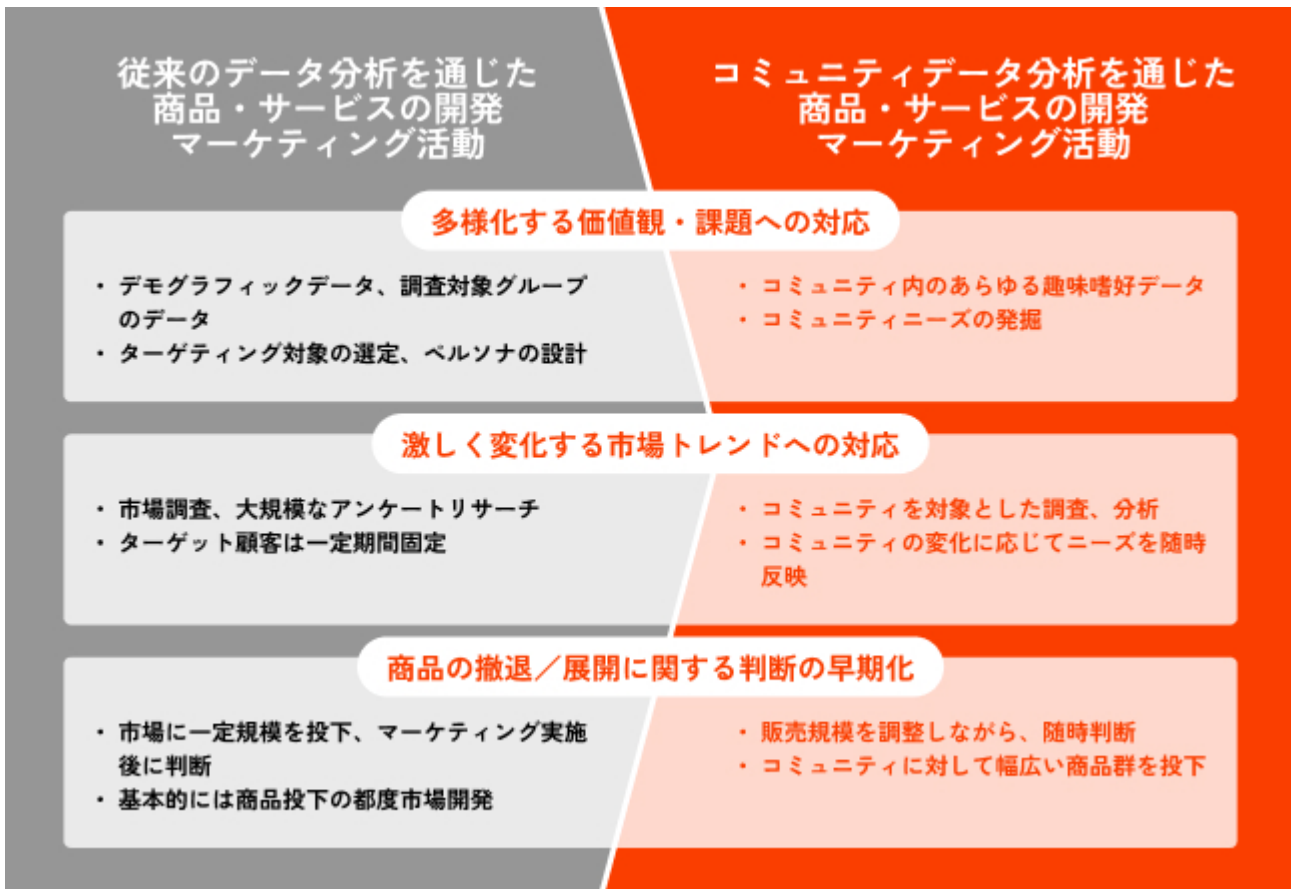 従来のデータ分析を通じた
商品・サービスの開発
マーケティング活動
コミュニティデータ分析を通じた
商品・サービスの開発
マーケティング活動
多様化する価値観・課題への対応
・ デモグラフィックデータ、調査対象グループ
のデータ
・ ターゲティング対象の選定、ペルソナの設計
・ コミュニティ内のあらゆる趣味嗜好データ
・ コミュニティニーズの発掘
激しく変化する市場トレンドへの対応
・ 市場調査、大規模なアンケートリサーチ
・ ターゲット顧客は一定期間固定
・ コミュニティを対象とした調査、分析
・ コミュニティの変化に応じてニーズを随時
反映
商品の撤退／展開に関する判断の早期化
・ 市場に一定規模を投下、マーケティング実施
後に判断
・ 基本的には商品投下の都度市場開発
・ 販売規模を調整しながら、随時判断
・ コミュニティに対して幅広い商品群を投下